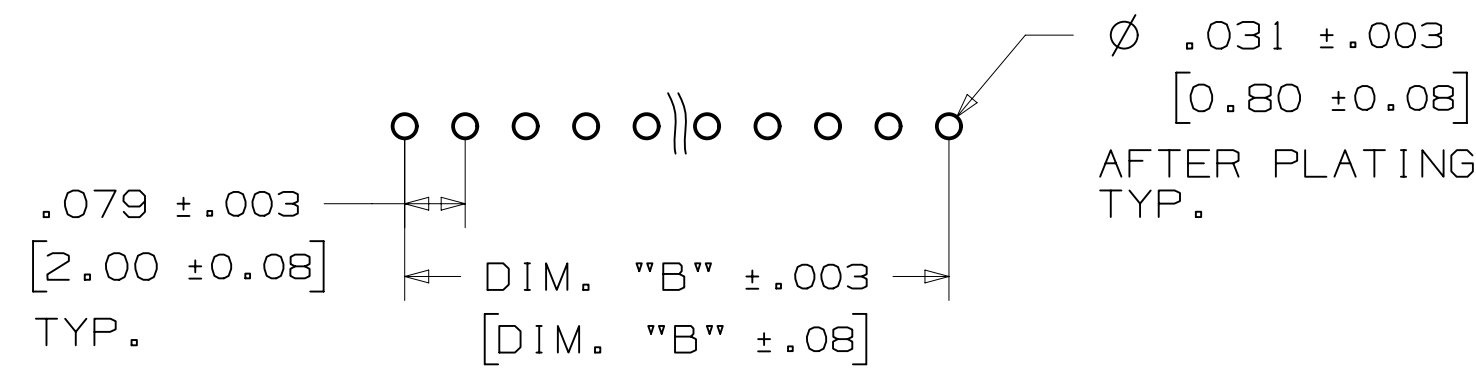 Ø .031 ±.003
[0.80 ±0.08]
AFTER PLATING
TYP.
.079 ±.003
[2.00 ±0.08]
TYP.
DIM. "B" ±.003
[DIM. "B" ±.08]